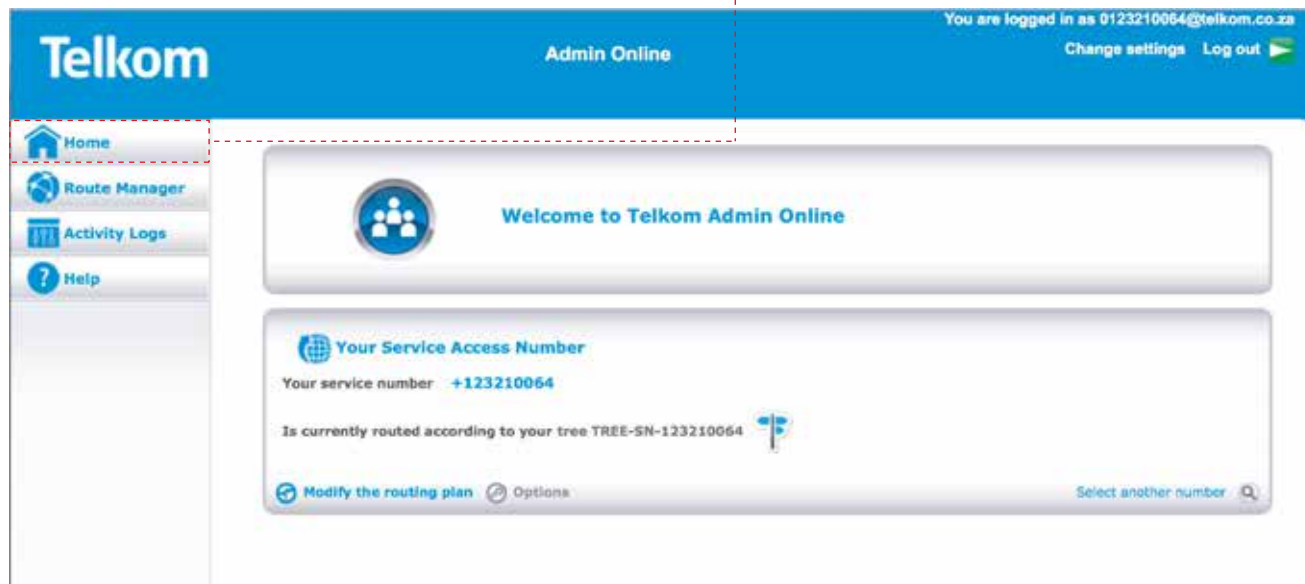 You are logged in as 0123210064@telkom.co.za
Telkom
Admin Online
Change settings Log out
Home
Route Manager
Activity Logs
? Help
Welcome to Telkom Admin Online
Your Service Access Number
Your service number +123210064
Is currently routed according to your tree TREE-SN-123210064
Modify the routing plan Options
Select another number